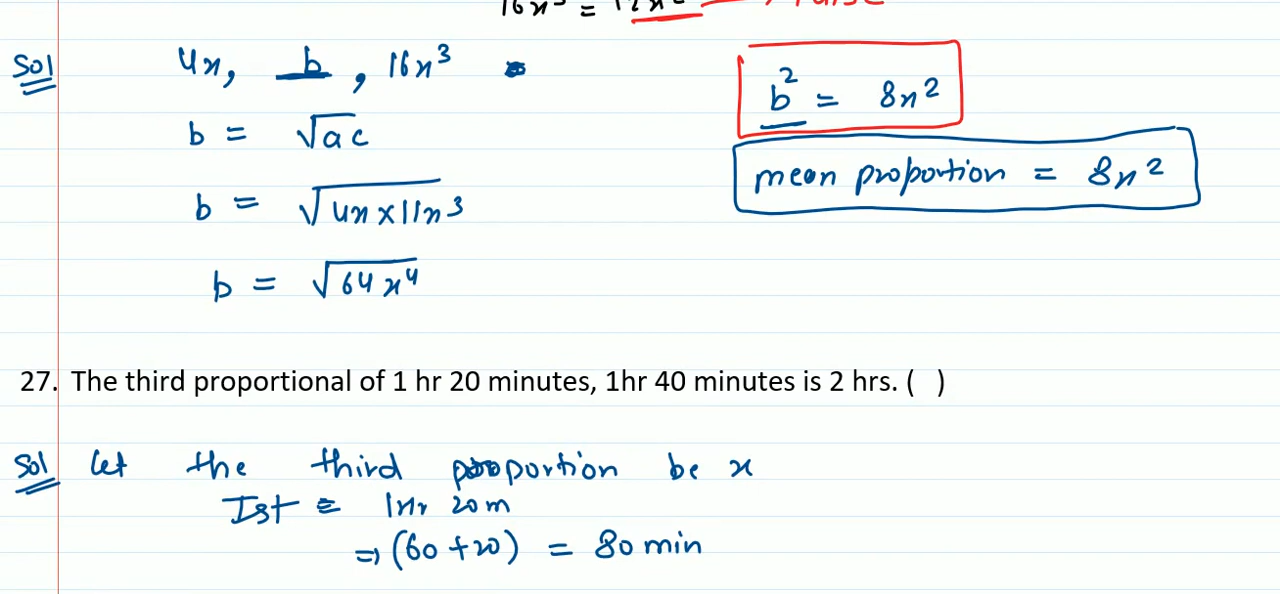 16x³ = 12x
Sol 4x, b, 16x³
b = √ac
b = √4x×11x³
b = √64x⁴
b² = 8x²
mean proportion = 8x²
27. The third proportional of 1 hr 20 minutes, 1hr 40 minutes is 2 hrs. ( )
Sol let the third proportion be x
Ist = 1hr 20m
⇒ (60+20) = 80 min